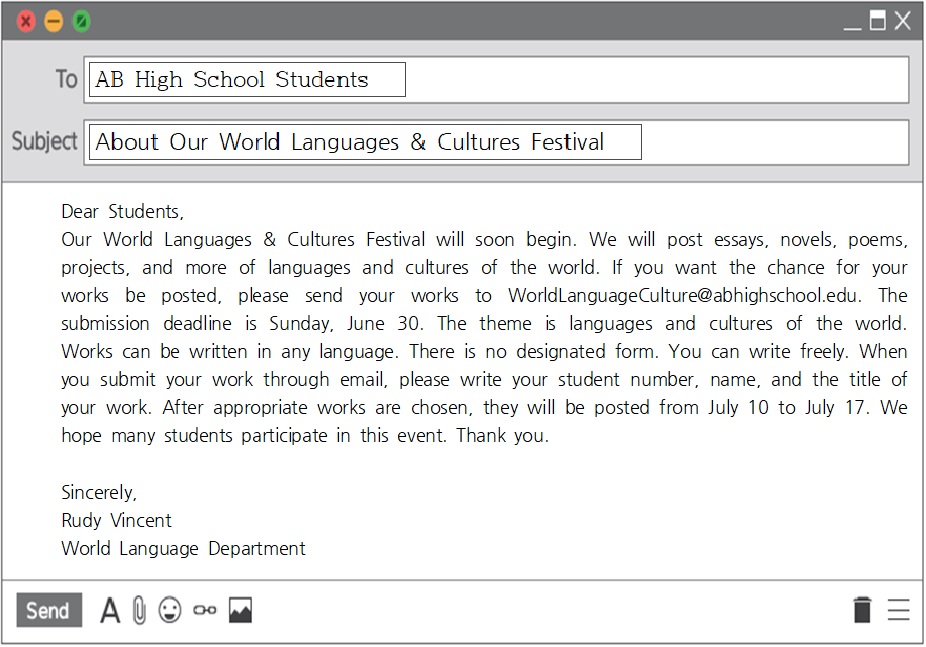 To
AB High School Students
Subject
About Our World Languages & Cultures Festival
Dear Students,
Our World Languages & Cultures Festival will soon begin. We will post essays, novels, poems,
projects, and more of languages and cultures of the world. If you want the chance for your
works be posted, please send your works to WorldLanguageCulture@abhighschool.edu. The
submission deadline is Sunday, June 30. The theme is languages and cultures of the world.
Works can be written in any language. There is no designated form. You can write freely. When
you submit your work through email, please write your student number, name, and the title of
your work. After appropriate works are chosen, they will be posted from July 10 to July 17. We
hope many students participate in this event. Thank you.
Sincerely,
Rudy Vincent
World Language Department
Send